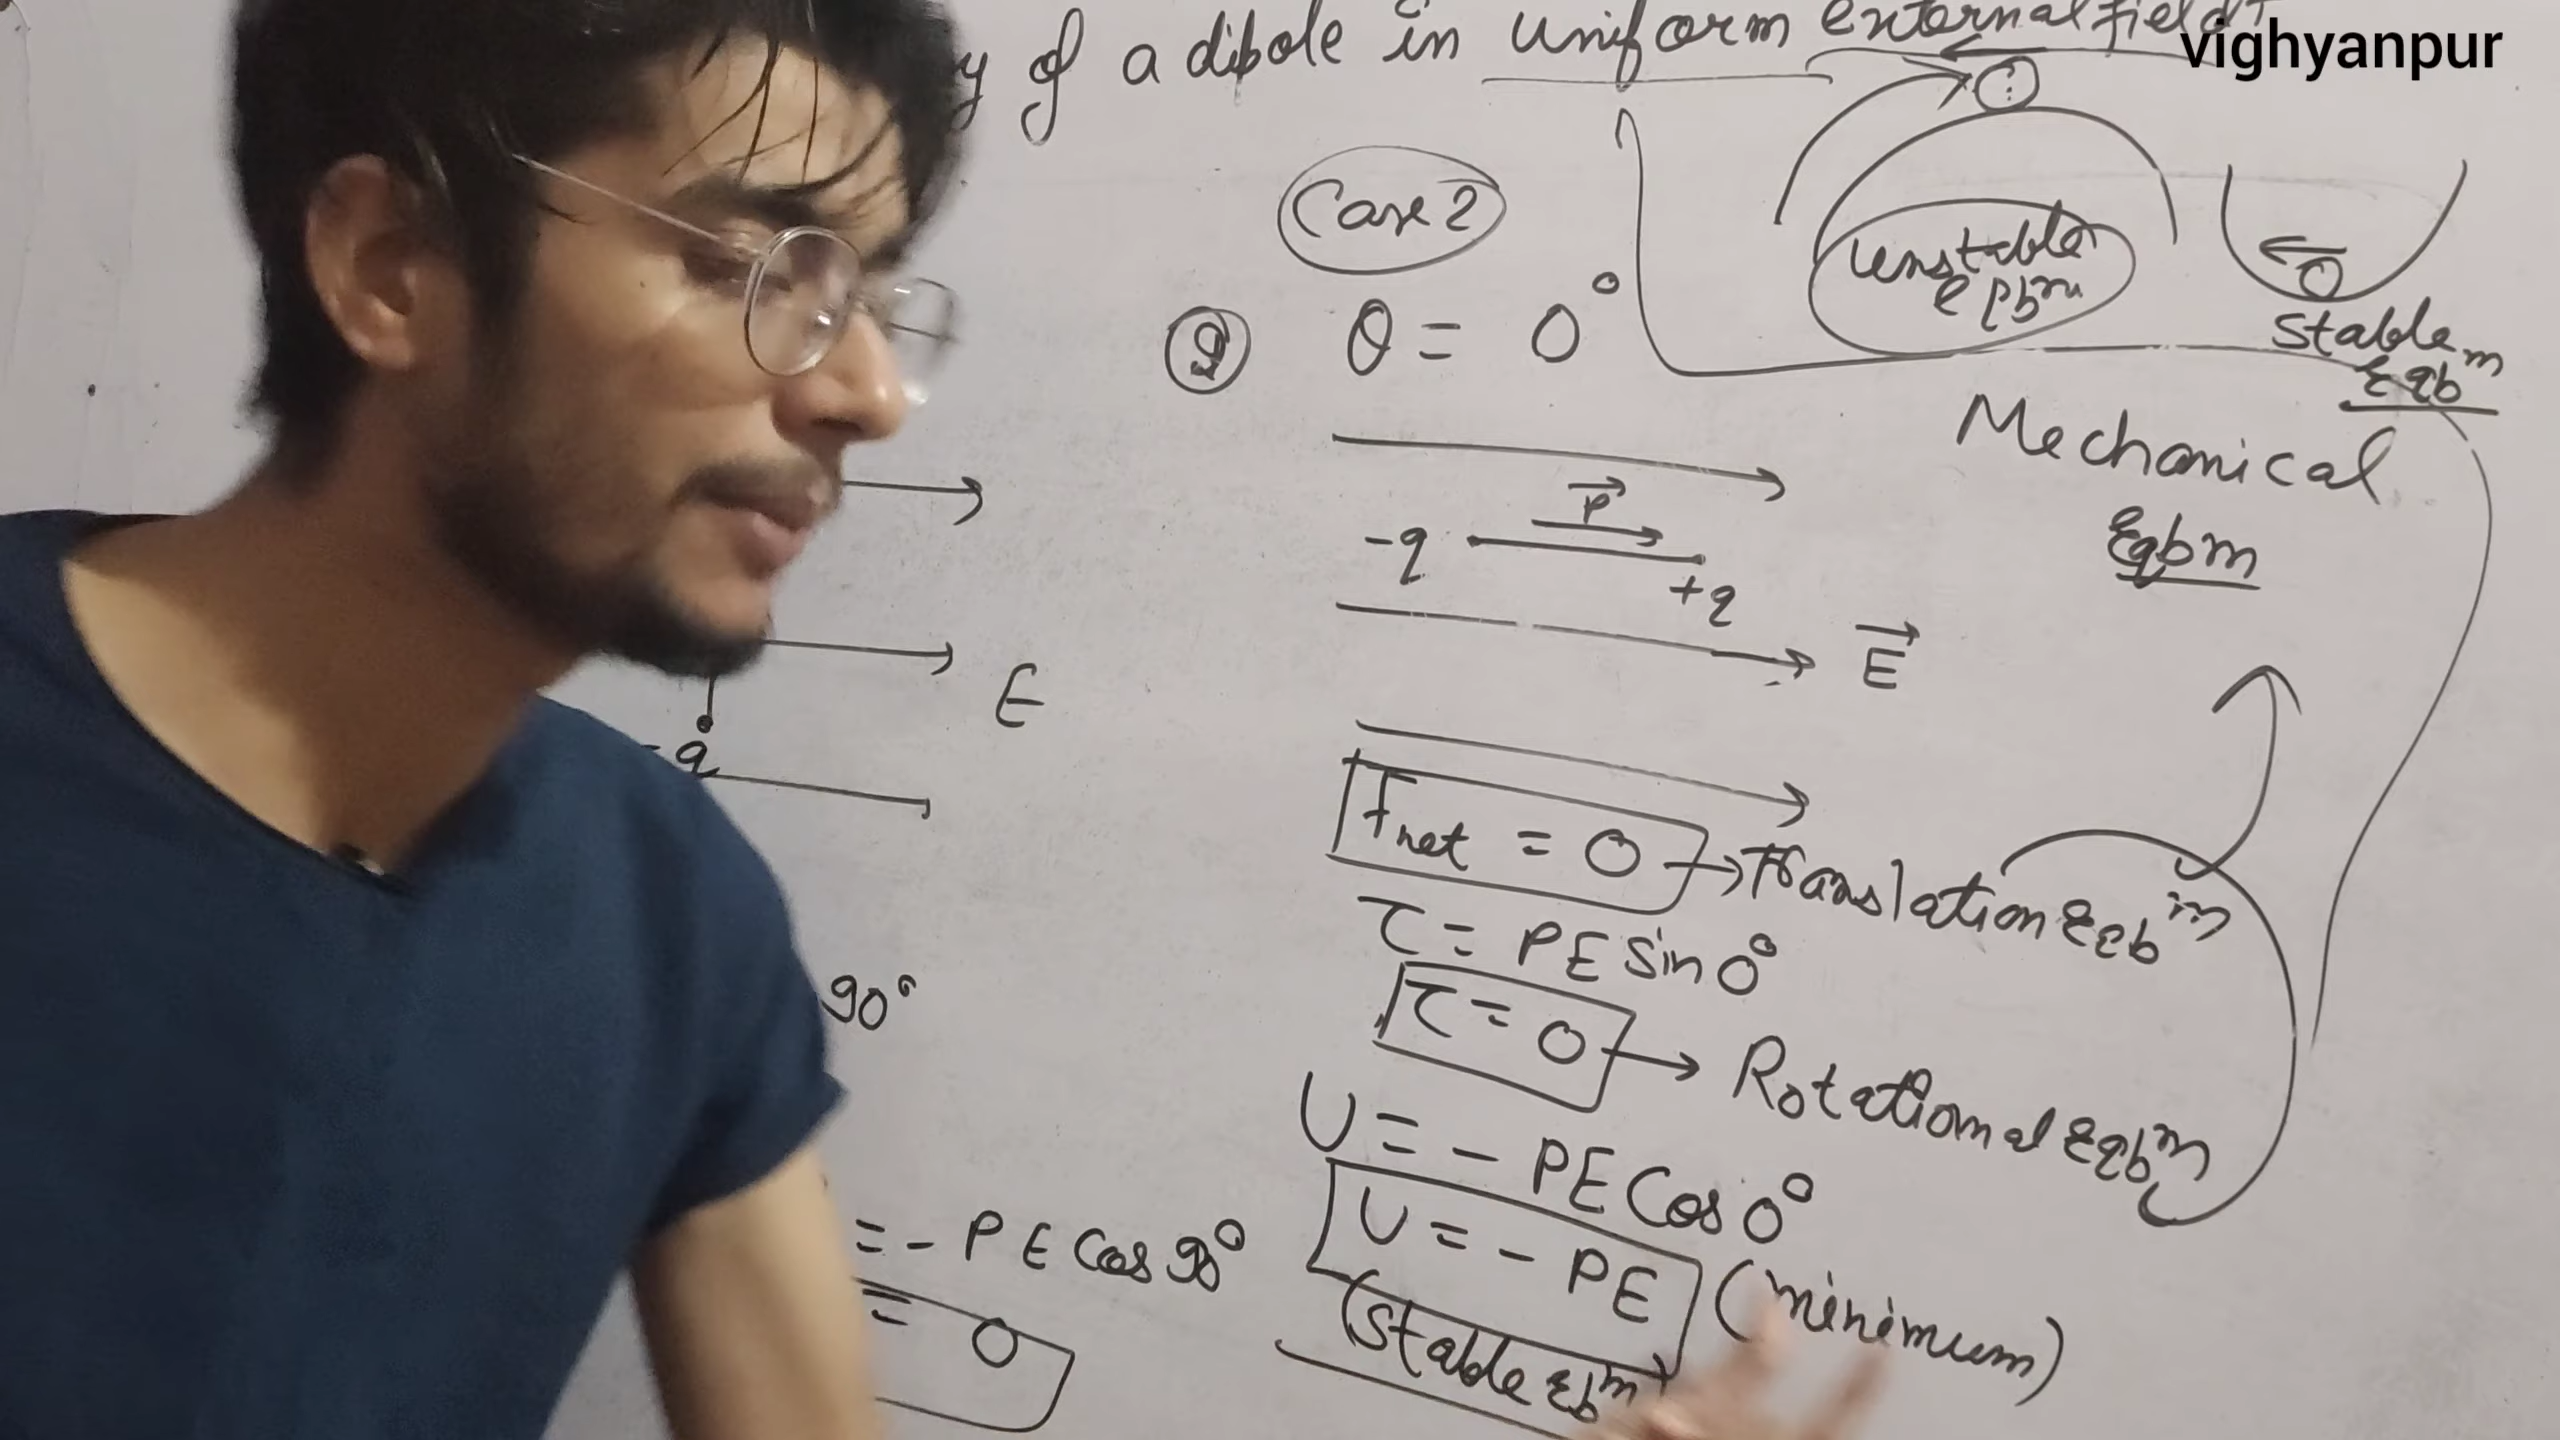 y of a dipole in uniform external field
vighyanpur
Case 2
unstable
eqbm
Stable
Eqbm
θ = 0°
Mechanical
Eqbm
P
-q
+q
E
E
-q
Fnet = 0 → Translation Eqbm
τ = PE Sin 0°
90°
τ = 0 → Rotational Eqbm
U = - PE Cos 0°
= - PE Cos 90°
U = - PE (minimum)
= 0
(Stable Eqbm)